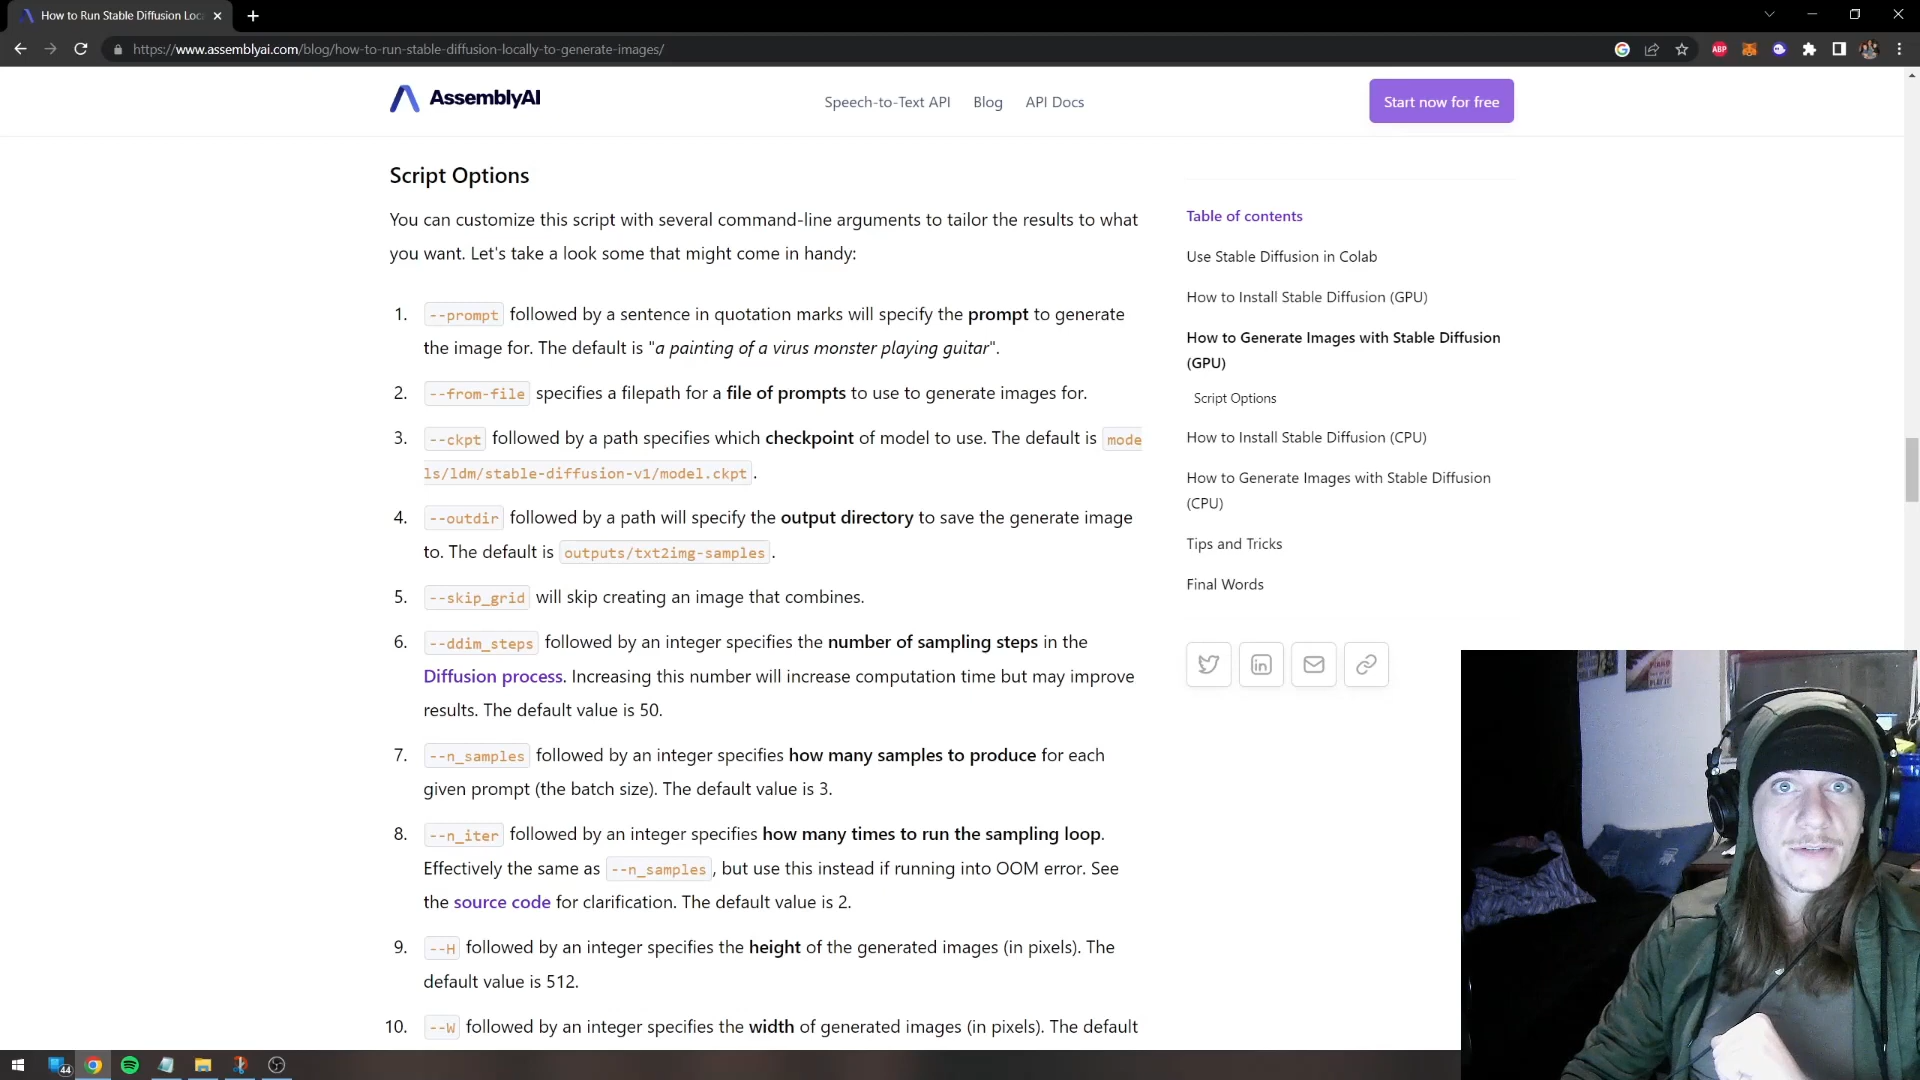 How to Run Stable Diffusion Loc
https://www.assemblyai.com/blog/how-to-run-stable-diffusion-locally-to-generate-images/
ABP
AssemblyAI
Speech-to-Text API
Blog
API Docs
Start now for free
Script Options
You can customize this script with several command-line arguments to tailor the results to what
you want. Let's take a look some that might come in handy:
1. --prompt followed by a sentence in quotation marks will specify the prompt to generate
the image for. The default is "a painting of a virus monster playing guitar".
2. --from-file specifies a filepath for a file of prompts to use to generate images for.
3. --ckpt followed by a path specifies which checkpoint of model to use. The default is mode
ls/ldm/stable-diffusion-v1/model.ckpt.
4. --outdir followed by a path will specify the output directory to save the generate image
to. The default is outputs/txt2img-samples.
5. --skip_grid will skip creating an image that combines.
6. --ddim_steps followed by an integer specifies the number of sampling steps in the
Diffusion process. Increasing this number will increase computation time but may improve
results. The default value is 50.
7. --n_samples followed by an integer specifies how many samples to produce for each
given prompt (the batch size). The default value is 3.
8. --n_iter followed by an integer specifies how many times to run the sampling loop.
Effectively the same as --n_samples, but use this instead if running into OOM error. See
the source code for clarification. The default value is 2.
9. --H followed by an integer specifies the height of the generated images (in pixels). The
default value is 512.
10. --W followed by an integer specifies the width of generated images (in pixels). The default
Table of contents
Use Stable Diffusion in Colab
How to Install Stable Diffusion (GPU)
How to Generate Images with Stable Diffusion
(GPU)
Script Options
How to Install Stable Diffusion (CPU)
How to Generate Images with Stable Diffusion
(CPU)
Tips and Tricks
Final Words
44